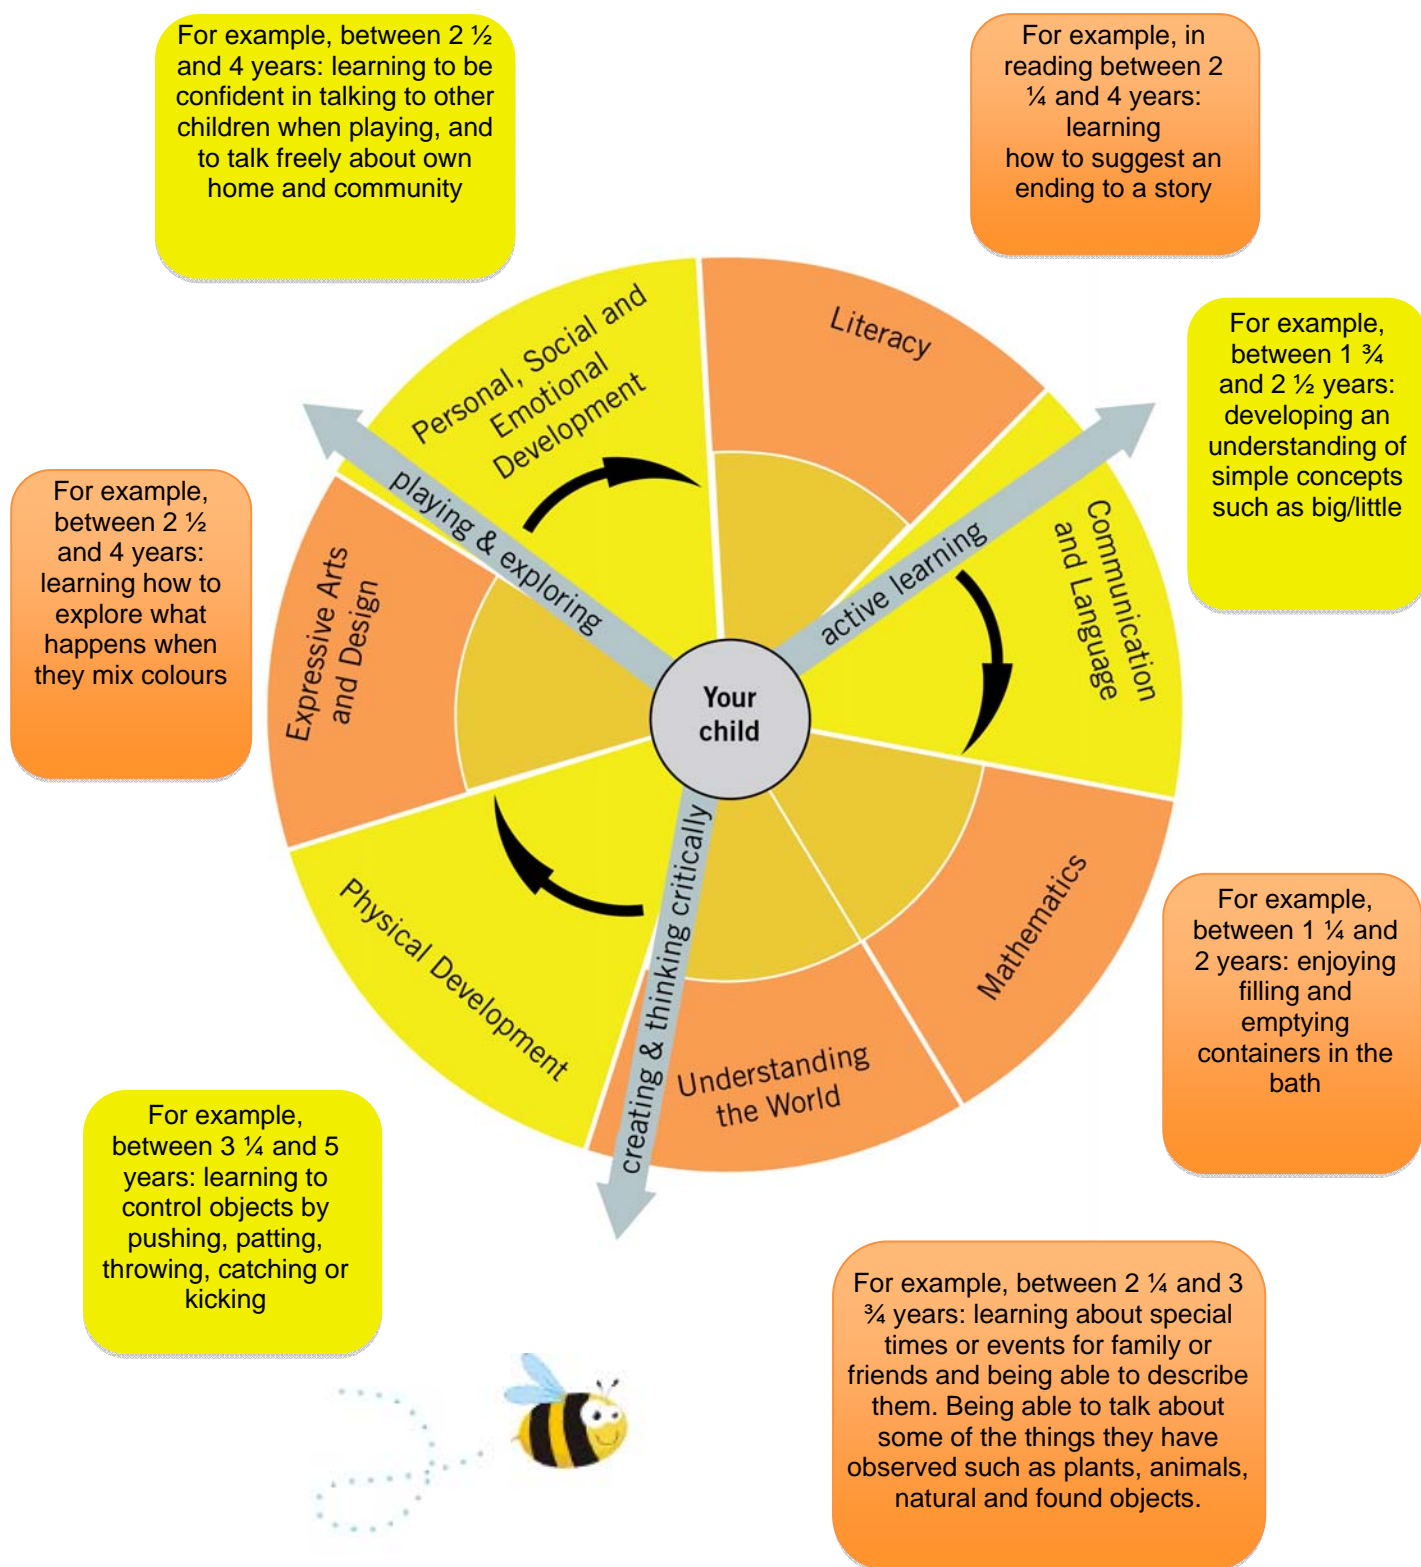 For example, between 2 ½
and 4 years: learning to be
confident in talking to other
children when playing, and
to talk freely about own
home and community
For example, in
reading between 2
¼ and 4 years:
learning
how to suggest an
ending to a story
For example,
between 1 ¾
and 2 ½ years:
developing an
understanding of
simple concepts
such as big/little
For example,
between 2 ½
and 4 years:
learning how to
explore what
happens when
they mix colours
Personal, Social and
Emotional
Development
Literacy
Communication
and Language
playing & exploring
active learning
Expressive Arts
and Design
Your
child
Physical Development
creating & thinking critically
Understanding
the World
Mathematics
For example,
between 1 ¼ and
2 years: enjoying
filling and
emptying
containers in the
bath
For example,
between 3 ¼ and 5
years: learning to
control objects by
pushing, patting,
throwing, catching or
kicking
For example, between 2 ¼ and 3
¾ years: learning about special
times or events for family or
friends and being able to describe
them. Being able to talk about
some of the things they have
observed such as plants, animals,
natural and found objects.